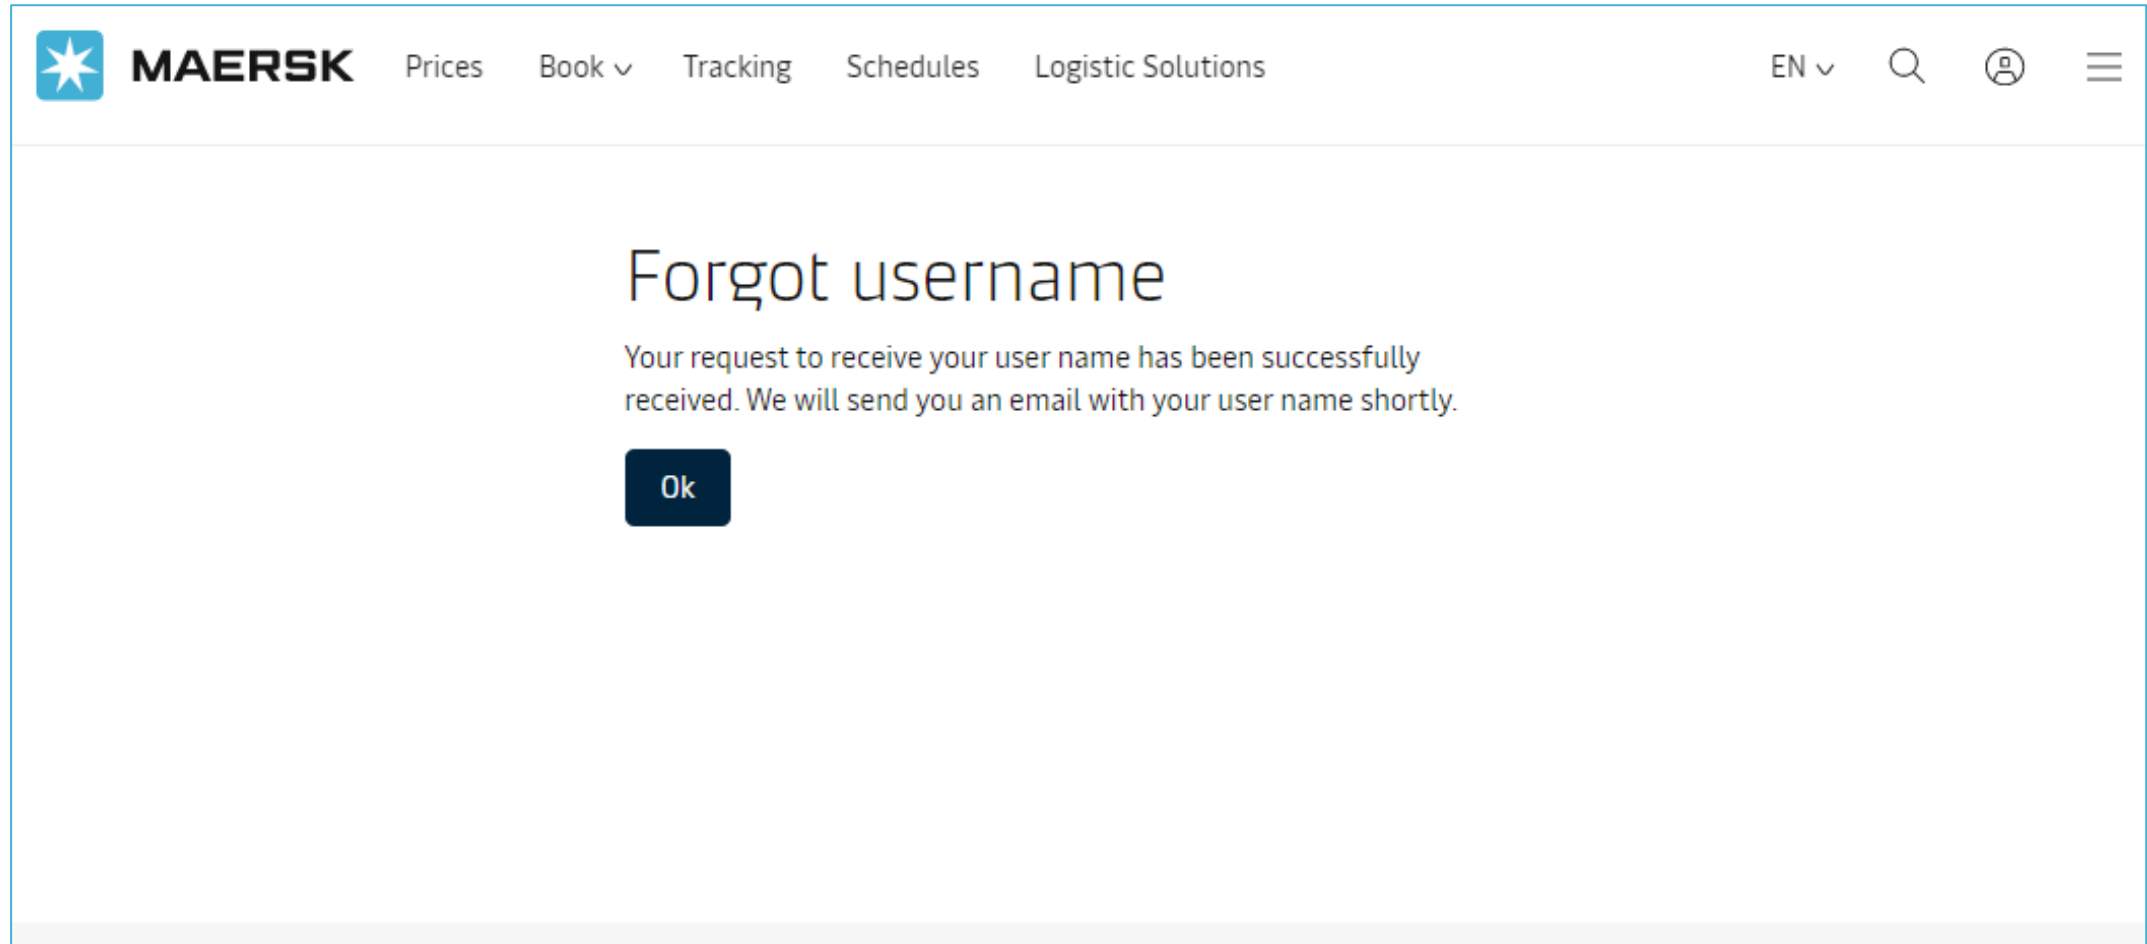 MAERSK Prices Book Tracking Schedules Logistic Solutions EN
Forgot username
Your request to receive your user name has been successfully
received. We will send you an email with your user name shortly.
Ok